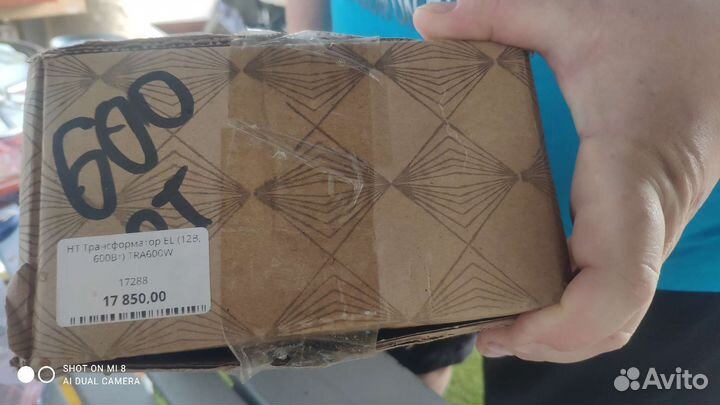 600
ВТ
НТ Трансформатор EL (12В,
600Вт) TRA600W
17288
17 850,00
SHOT ON MI 8
AI DUAL CAMERA
Avito